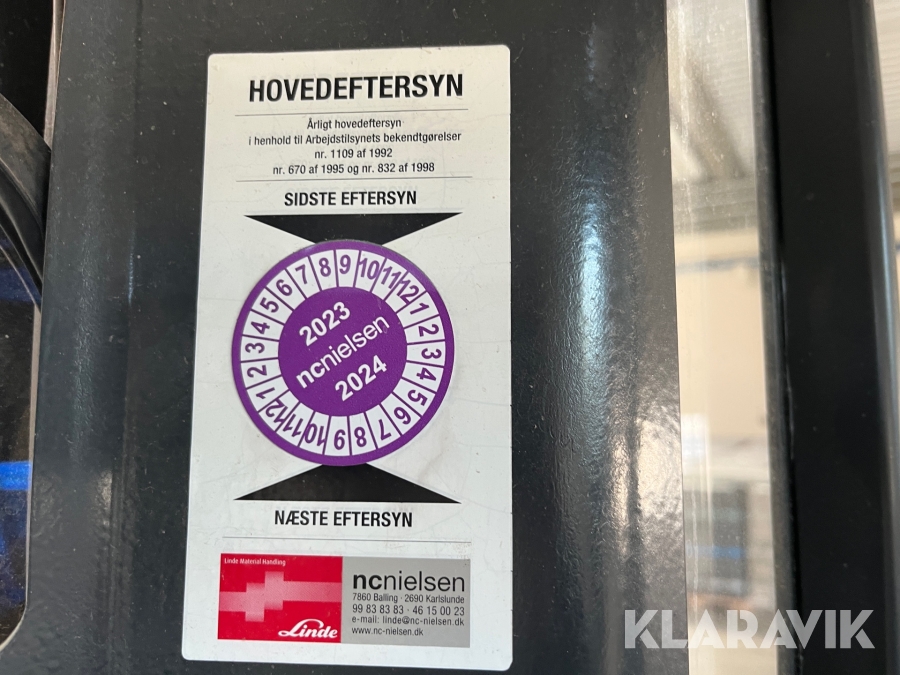 HOVEDEFTERSYN
Årligt hovedeftersyn
i henhold til Arbejdstilsynets bekendtgørelser
nr. 1109 af 1992
nr. 670 af 1995 og nr. 832 af 1998
SIDSTE EFTERSYN
1 2 3 4 5 6 7 8 9 10 11 12
2023
ncnielsen
2024
1 2 3 4 5 6 7 8 9 10 11 12
NÆSTE EFTERSYN
Linde Material Handling
Linde
ncnielsen
7860 Balling · 2690 Karlslunde
99 83 83 83 · 46 15 00 23
e-mail: linde@nc-nielsen.dk
www.nc-nielsen.dk
KLARAVIK